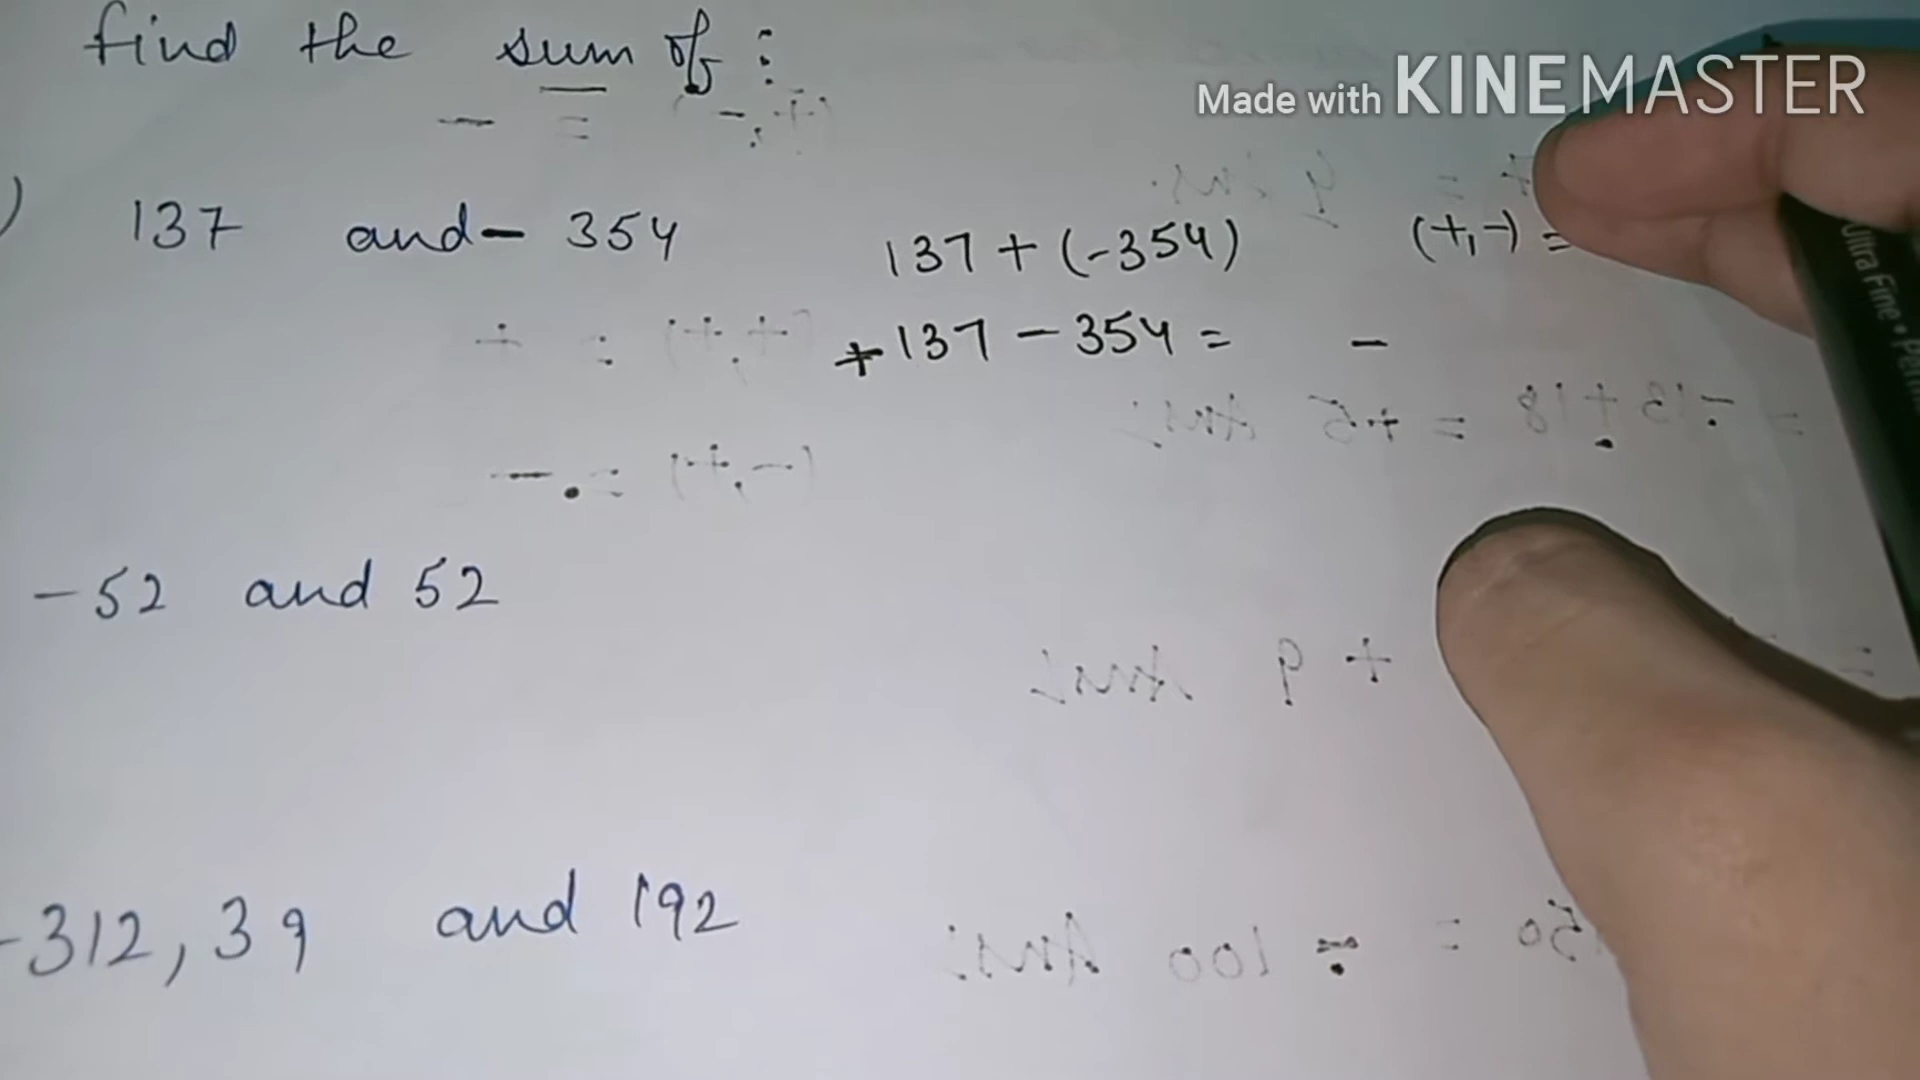 find the sum of :
Made with KINEMASTER
) 137 and - 354
137 + (-354)
(+,-) =
+137 - 354 = -
-52 and 52
-312, 39 and 192
Ultra Fine